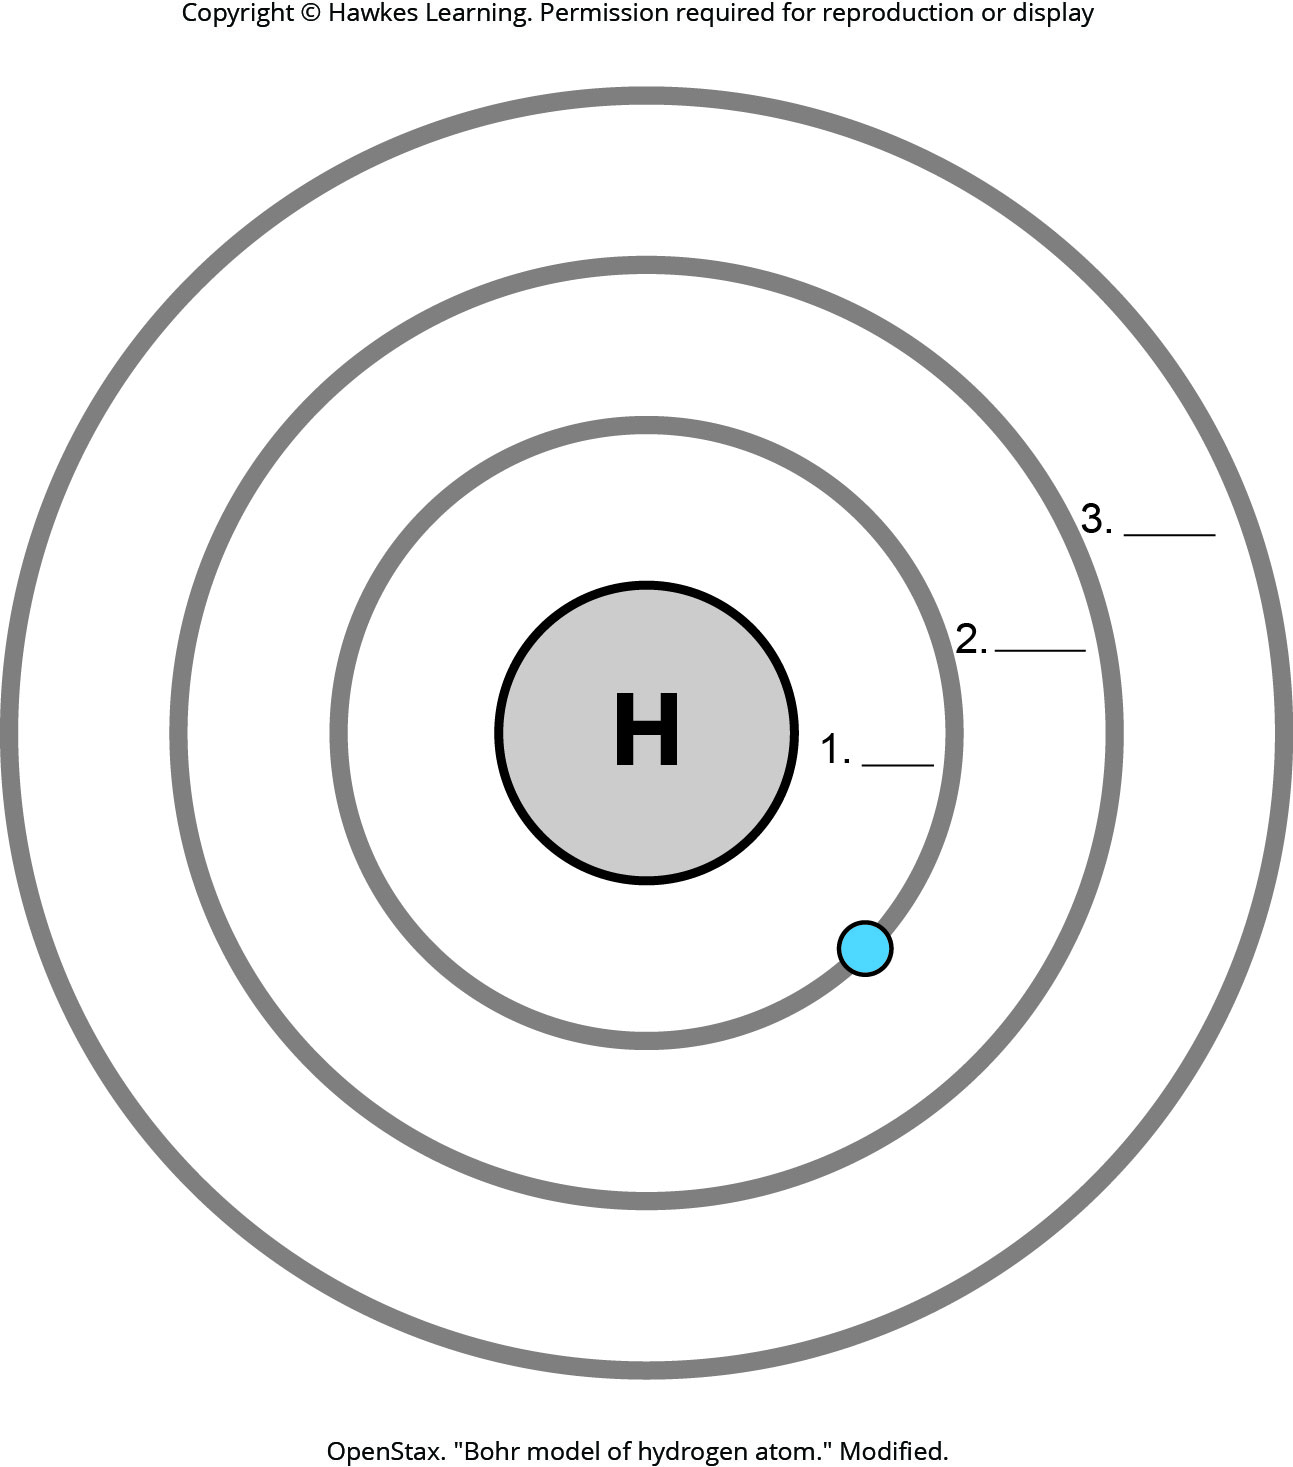 Copyright © Hawkes Learning. Permission required for reproduction or display
3. _____
2. _____
H
1. ____
OpenStax. "Bohr model of hydrogen atom." Modified.